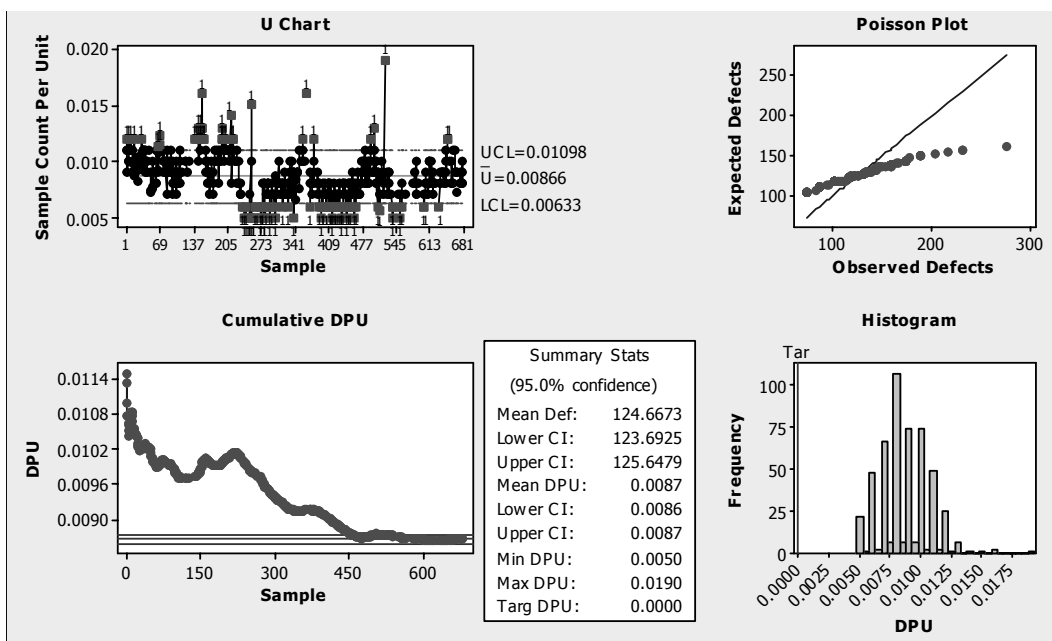 U Chart
Sample Count Per Unit
0.020
0.015
0.010
0.005
UCL=0.01098
U=0.00866
LCL=0.00633
1 69 137 205 273 341 409 477 545 613 681
Sample
Poisson Plot
Expected Defects
250
200
150
100
100 200 300
Observed Defects
Cumulative DPU
DPU
0.0114
0.0108
0.0102
0.0096
0.0090
0 150 300 450 600
Sample
Summary Stats
(95.0% confidence)
Mean Def: 124.6673
Lower CI: 123.6925
Upper CI: 125.6479
Mean DPU: 0.0087
Lower CI: 0.0086
Upper CI: 0.0087
Min DPU: 0.0050
Max DPU: 0.0190
Targ DPU: 0.0000
Histogram
Tar
Frequency
100
75
50
25
0
0.0000 0.0025 0.0050 0.0075 0.0100 0.0125 0.0150 0.0175
DPU